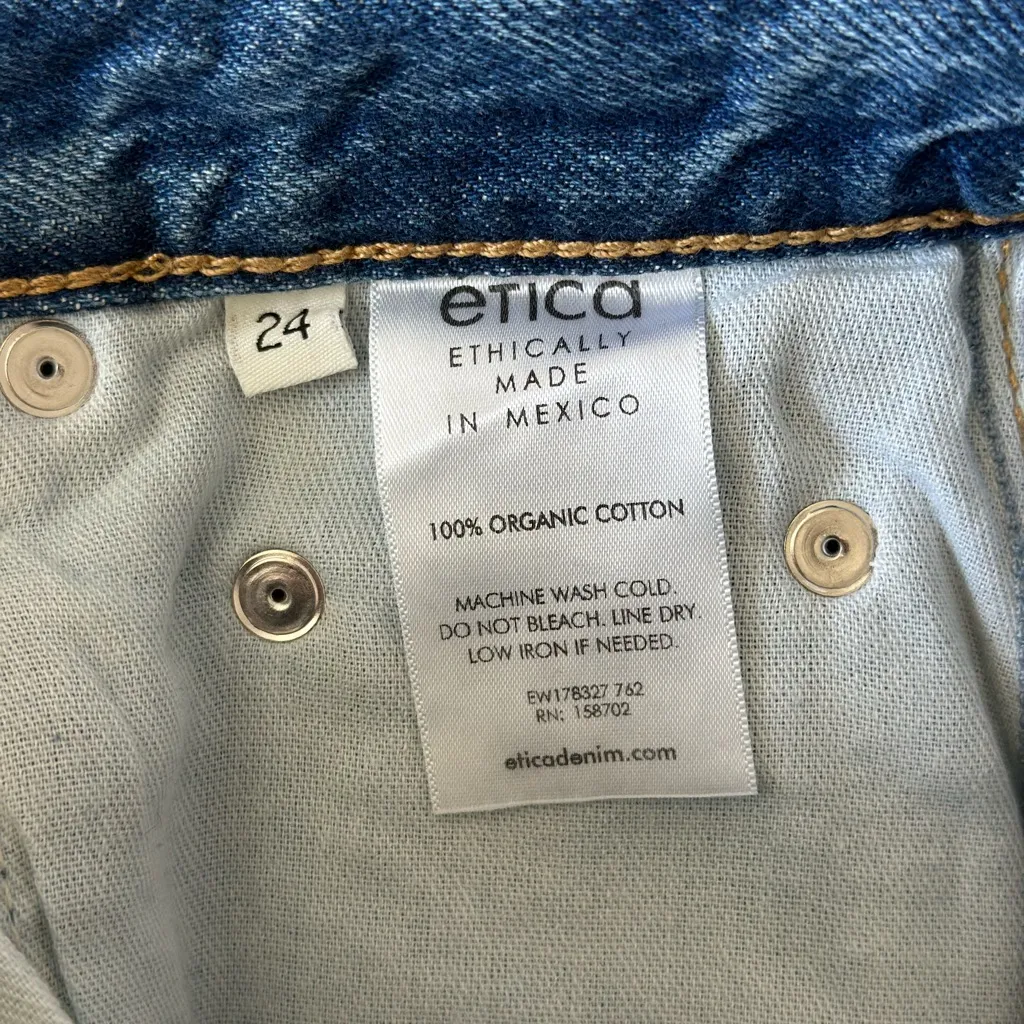 24
etica
ETHICALLY
MADE
IN MEXICO
100% ORGANIC COTTON
MACHINE WASH COLD.
DO NOT BLEACH. LINE DRY.
LOW IRON IF NEEDED.
EW178327 762
RN: 158702
eticadenim.com